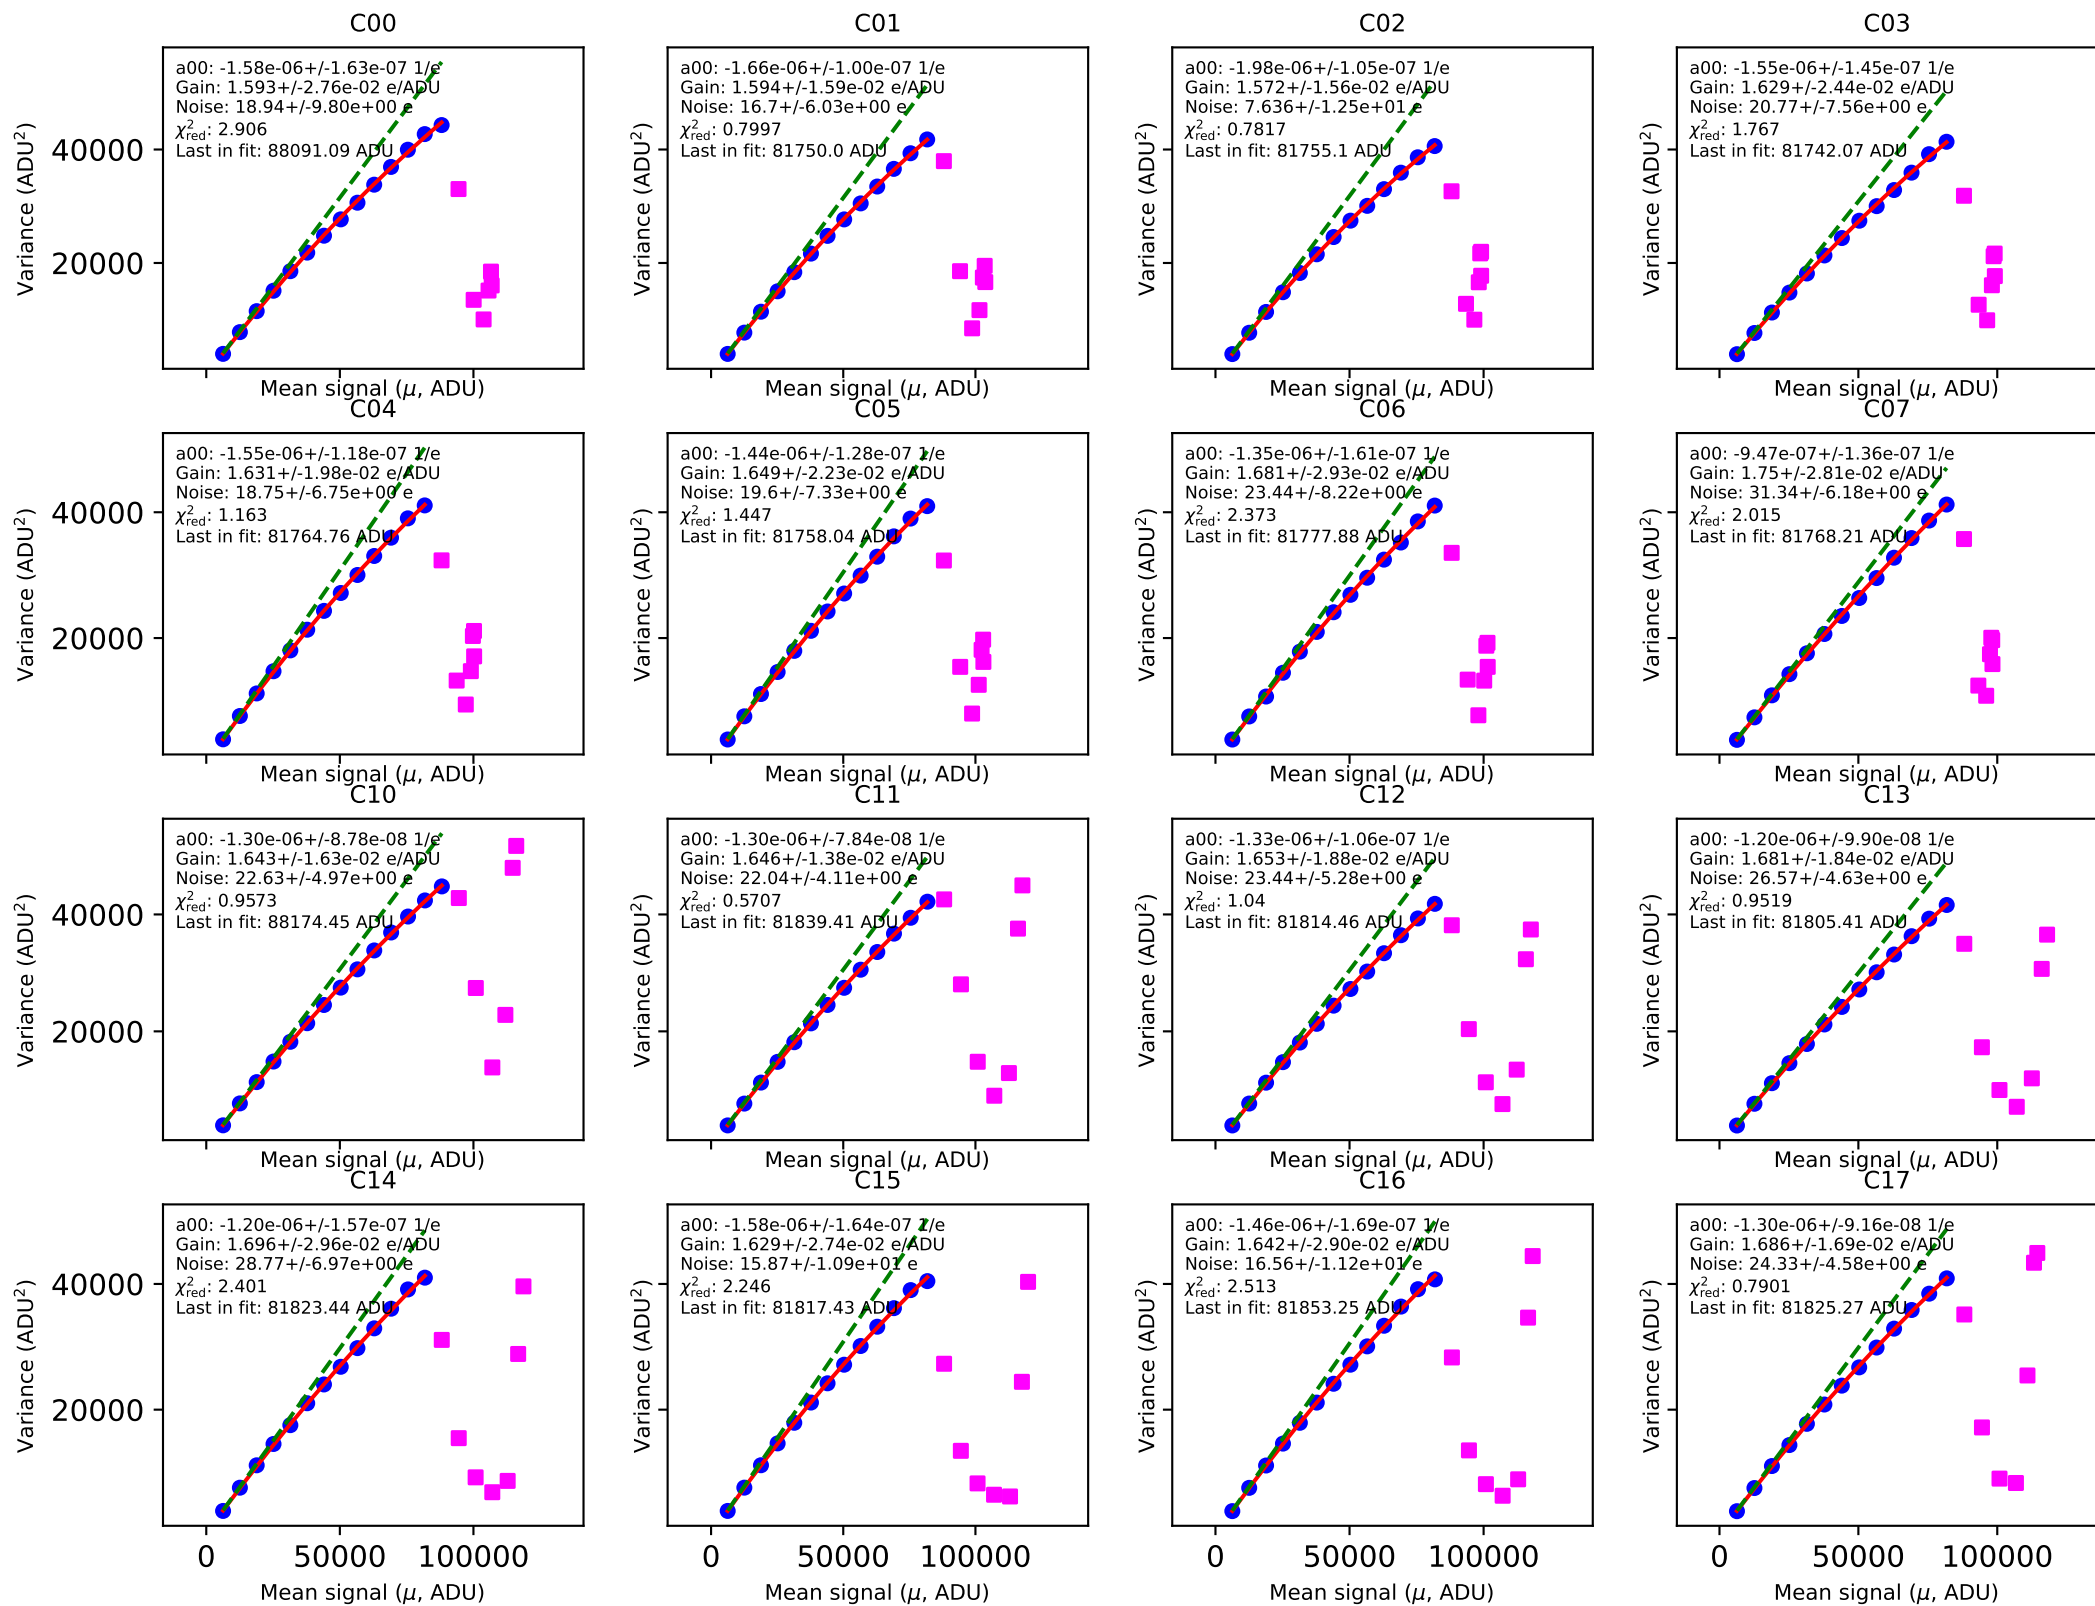 C00
a00: -1.58e-06+/-1.63e-07 1/e
Gain: 1.593+/-2.76e-02 e/ADU
Noise: 18.94+/-9.80e+00 e
χ²red: 2.906
Last in fit: 88091.09 ADU
40000
20000
Variance (ADU²)
Mean signal (μ, ADU)
C01
a00: -1.66e-06+/-1.00e-07 1/e
Gain: 1.594+/-1.59e-02 e/ADU
Noise: 16.7+/-6.03e+00 e
χ²red: 0.7997
Last in fit: 81750.0 ADU
Variance (ADU²)
Mean signal (μ, ADU)
C02
a00: -1.98e-06+/-1.05e-07 1/e
Gain: 1.572+/-1.56e-02 e/ADU
Noise: 7.636+/-1.25e+01 e
χ²red: 0.7817
Last in fit: 81755.1 ADU
Variance (ADU²)
Mean signal (μ, ADU)
C03
a00: -1.55e-06+/-1.45e-07 1/e
Gain: 1.629+/-2.44e-02 e/ADU
Noise: 20.77+/-7.56e+00 e
χ²red: 1.767
Last in fit: 81742.07 ADU
Variance (ADU²)
Mean signal (μ, ADU)
C04
a00: -1.55e-06+/-1.18e-07 1/e
Gain: 1.631+/-1.98e-02 e/ADU
Noise: 18.75+/-6.75e+00 e
χ²red: 1.163
Last in fit: 81764.76 ADU
40000
20000
Variance (ADU²)
Mean signal (μ, ADU)
C05
a00: -1.44e-06+/-1.28e-07 1/e
Gain: 1.649+/-2.23e-02 e/ADU
Noise: 19.6+/-7.33e+00 e
χ²red: 1.447
Last in fit: 81758.04 ADU
Variance (ADU²)
Mean signal (μ, ADU)
C06
a00: -1.35e-06+/-1.61e-07 1/e
Gain: 1.681+/-2.93e-02 e/ADU
Noise: 23.44+/-8.22e+00 e
χ²red: 2.373
Last in fit: 81777.88 ADU
Variance (ADU²)
Mean signal (μ, ADU)
C07
a00: -9.47e-07+/-1.36e-07 1/e
Gain: 1.75+/-2.81e-02 e/ADU
Noise: 31.34+/-6.18e+00 e
χ²red: 2.015
Last in fit: 81768.21 ADU
Variance (ADU²)
Mean signal (μ, ADU)
C10
a00: -1.30e-06+/-8.78e-08 1/e
Gain: 1.643+/-1.63e-02 e/ADU
Noise: 22.63+/-4.97e+00 e
χ²red: 0.9573
Last in fit: 88174.45 ADU
40000
20000
Variance (ADU²)
Mean signal (μ, ADU)
C11
a00: -1.30e-06+/-7.84e-08 1/e
Gain: 1.646+/-1.38e-02 e/ADU
Noise: 22.04+/-4.11e+00 e
χ²red: 0.5707
Last in fit: 81839.41 ADU
Variance (ADU²)
Mean signal (μ, ADU)
C12
a00: -1.33e-06+/-1.06e-07 1/e
Gain: 1.653+/-1.88e-02 e/ADU
Noise: 23.44+/-5.28e+00 e
χ²red: 1.04
Last in fit: 81814.46 ADU
Variance (ADU²)
Mean signal (μ, ADU)
C13
a00: -1.20e-06+/-9.90e-08 1/e
Gain: 1.681+/-1.84e-02 e/ADU
Noise: 26.57+/-4.63e+00 e
χ²red: 0.9519
Last in fit: 81805.41 ADU
Variance (ADU²)
Mean signal (μ, ADU)
C14
a00: -1.20e-06+/-1.57e-07 1/e
Gain: 1.696+/-2.96e-02 e/ADU
Noise: 28.77+/-6.97e+00 e
χ²red: 2.401
Last in fit: 81823.44 ADU
40000
20000
Variance (ADU²)
0 50000 100000
Mean signal (μ, ADU)
C15
a00: -1.58e-06+/-1.64e-07 1/e
Gain: 1.629+/-2.74e-02 e/ADU
Noise: 15.87+/-1.09e+01 e
χ²red: 2.246
Last in fit: 81817.43 ADU
Variance (ADU²)
0 50000 100000
Mean signal (μ, ADU)
C16
a00: -1.46e-06+/-1.69e-07 1/e
Gain: 1.642+/-2.90e-02 e/ADU
Noise: 16.56+/-1.12e+01 e
χ²red: 2.513
Last in fit: 81853.25 ADU
Variance (ADU²)
0 50000 100000
Mean signal (μ, ADU)
C17
a00: -1.30e-06+/-9.16e-08 1/e
Gain: 1.686+/-1.69e-02 e/ADU
Noise: 24.33+/-4.58e+00 e
χ²red: 0.7901
Last in fit: 81825.27 ADU
Variance (ADU²)
0 50000 100000
Mean signal (μ, ADU)